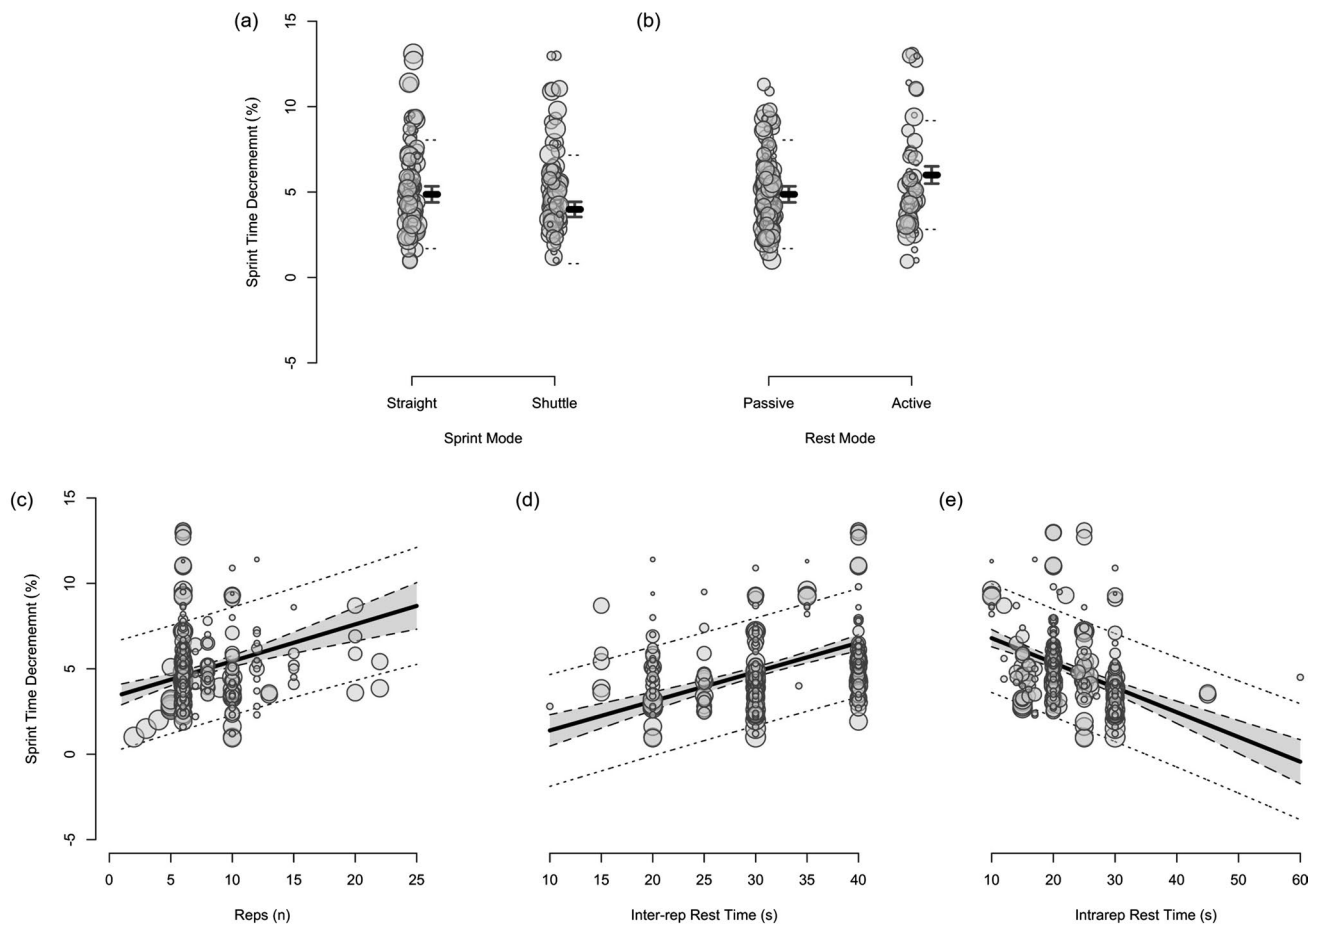 (a)
(b)
Sprint Time Decrememnt (%)
15
10
5
0
-5
Straight
Shuttle
Passive
Active
Sprint Mode
Rest Mode
(c)
(d)
(e)
Sprint Time Decrememnt (%)
15
10
5
0
-5
0 5 10 15 20 25
10 15 20 25 30 35 40
10 20 30 40 50 60
Reps (n)
Inter-rep Rest Time (s)
Intrarep Rest Time (s)